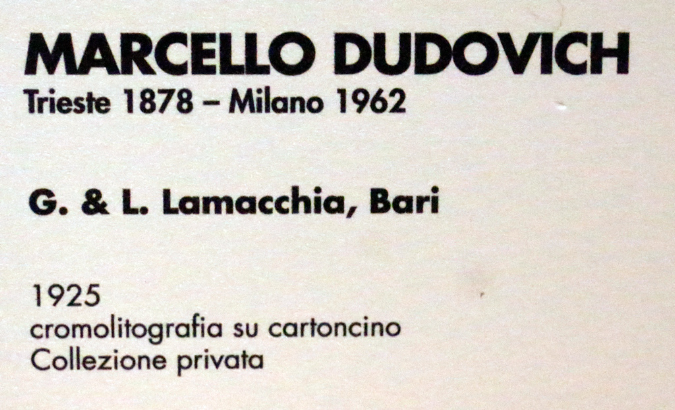 MARCELLO DUDOVICH
Trieste 1878 – Milano 1962
G. & L. Lamacchia, Bari
1925
cromolitografia su cartoncino
Collezione privata